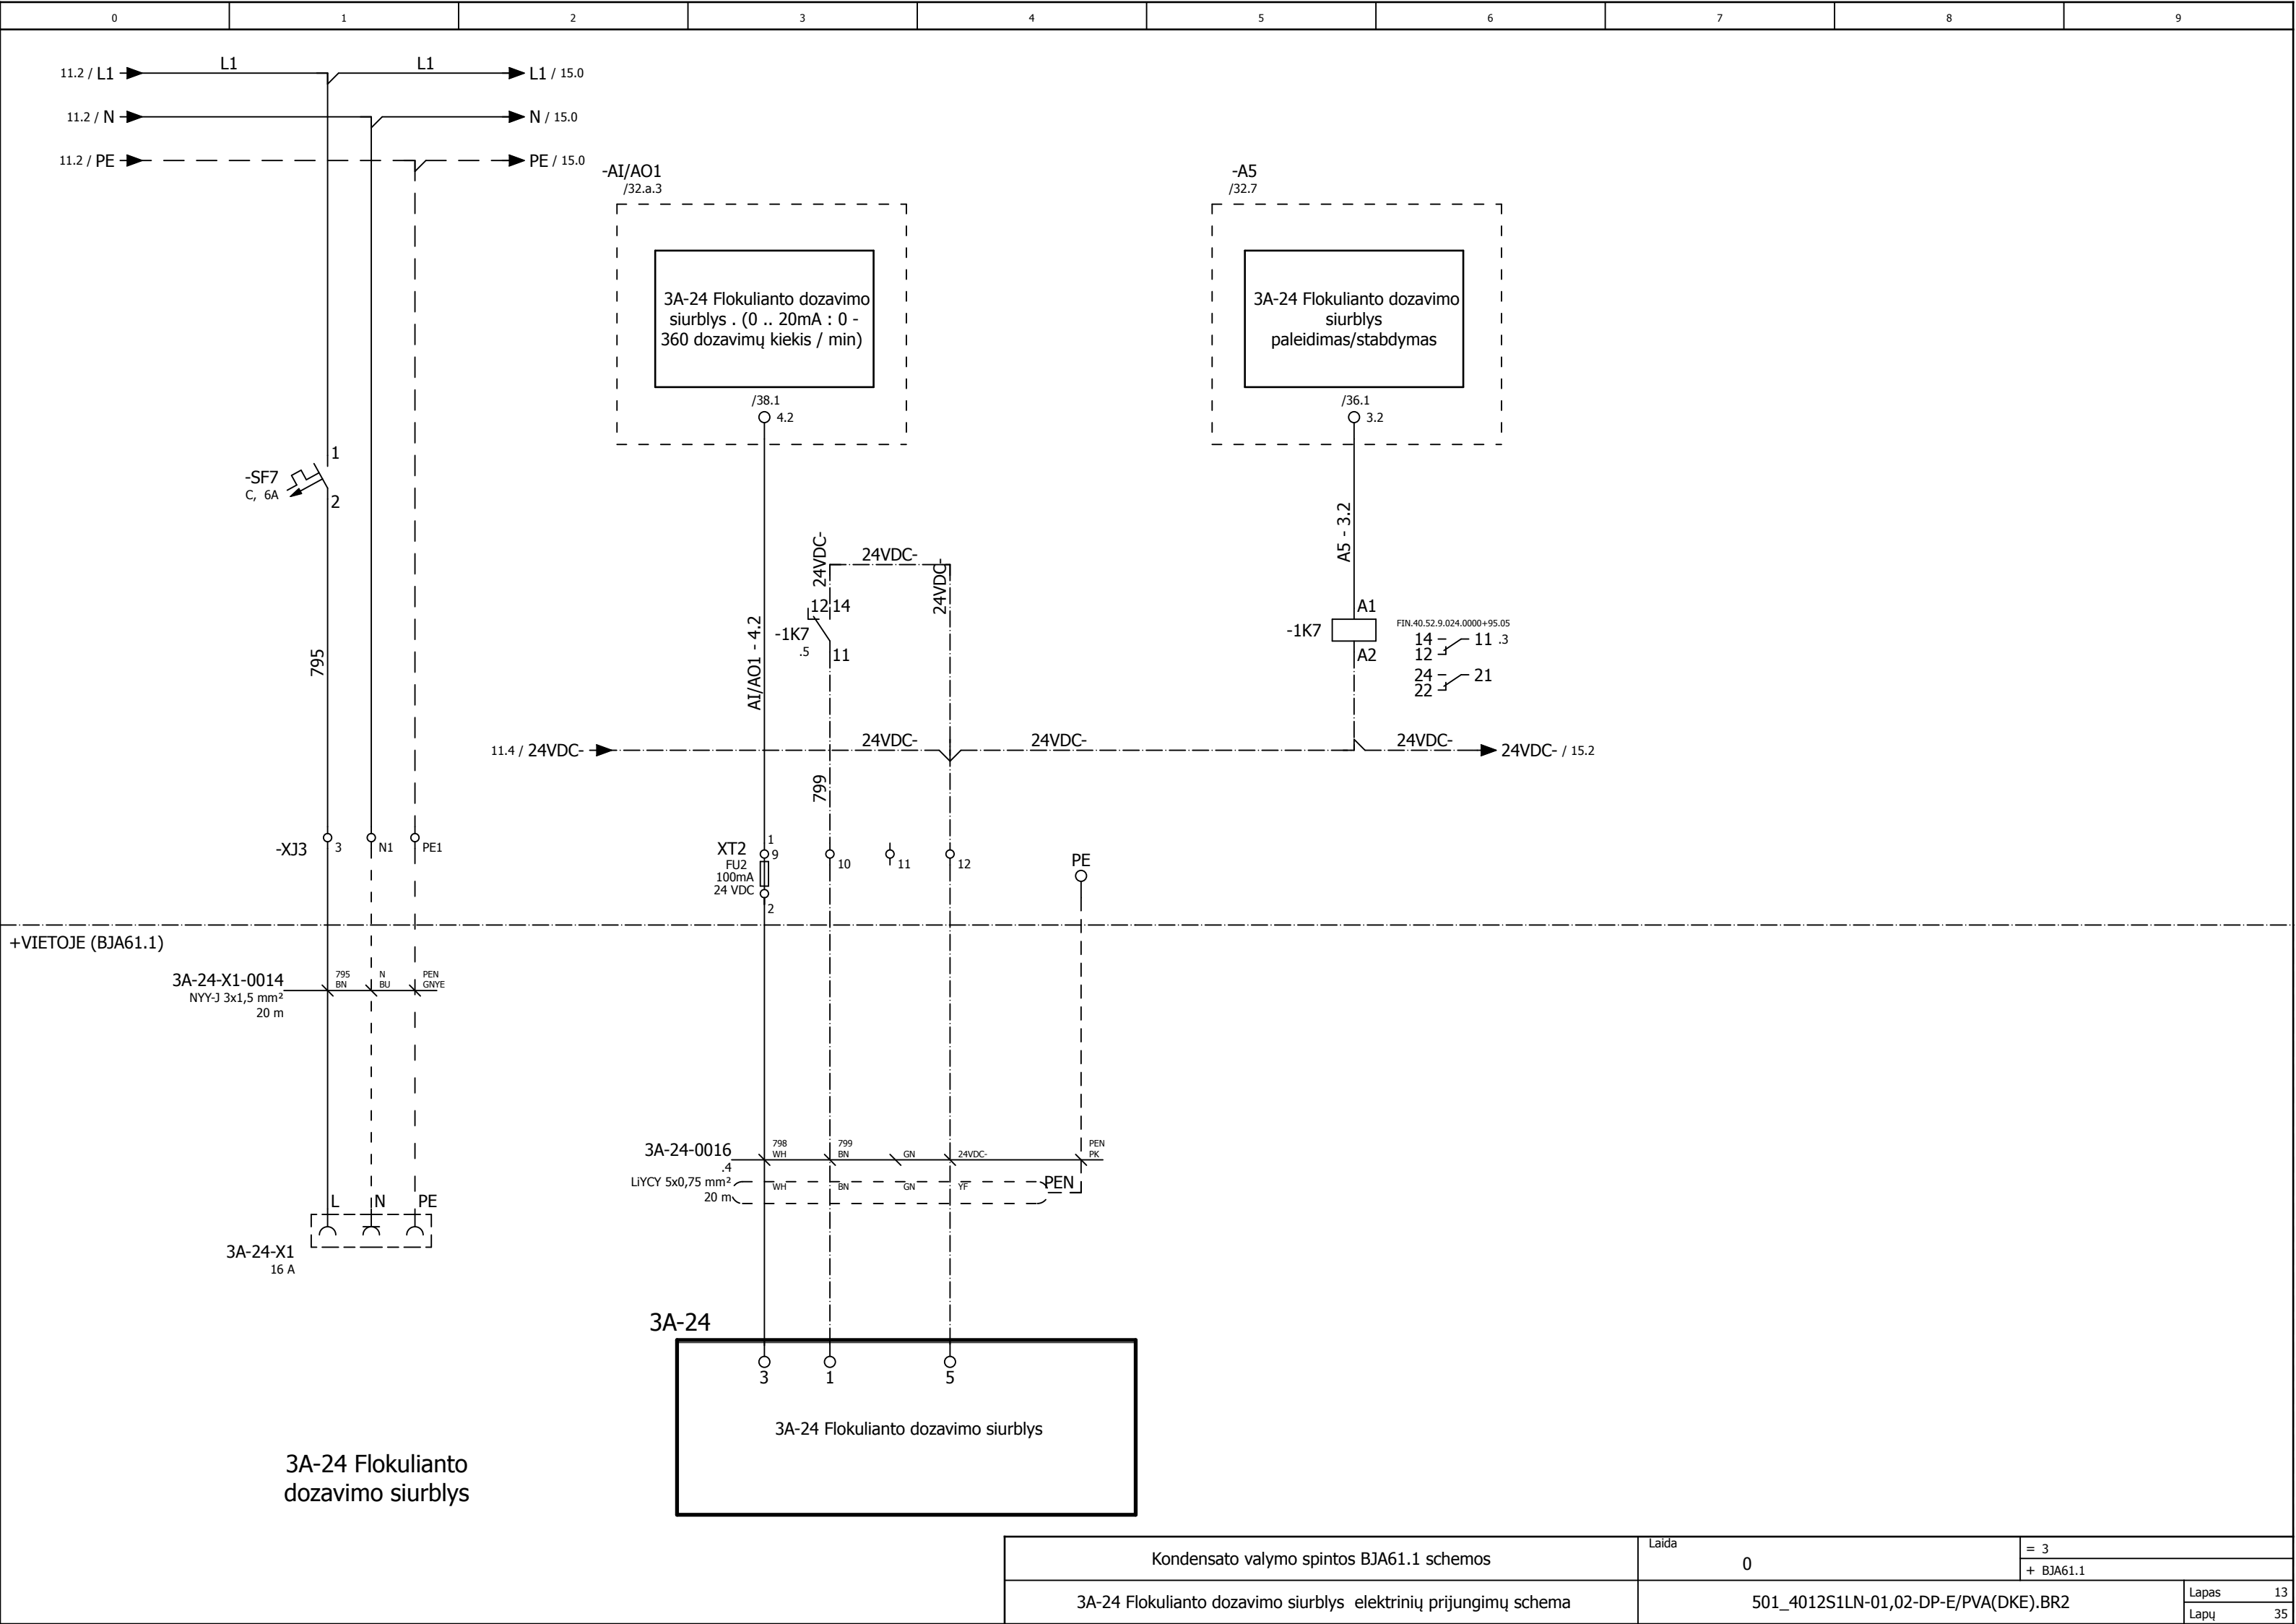 0 1 2 3 4 5 6 7 8 9
11.2 / L1
L1
L1
L1 / 15.0
11.2 / N
N / 15.0
11.2 / PE
PE / 15.0
-AI/AO1
/32.a.3
3A-24 Flokulianto dozavimo
siurblys . (0 .. 20mA : 0 -
360 dozavimų kiekis / min)
/38.1
4.2
-A5
/32.7
3A-24 Flokulianto dozavimo
siurblys
paleidimas/stabdymas
/36.1
3.2
-SF7
C, 6A
1
2
795
AI/AO1 - 4.2
24VDC-
24VDC-
24VDC-
12 14
-1K7
.5
11
A5 - 3.2
-1K7
A1
A2
FIN.40.52.9.024.0000+95.05
14 11 .3
12
24 21
22
11.4 / 24VDC-
24VDC-
24VDC-
24VDC-
24VDC- / 15.2
799
-XJ3
3
N1
PE1
XT2
FU2
100mA
24 VDC
1
9
2
10
11
12
PE
+VIETOJE (BJA61.1)
3A-24-X1-0014
NYY-J 3x1,5 mm²
20 m
795
BN
N
BU
PEN
GNYE
3A-24-0016
.4
LiYCY 5x0,75 mm²
20 m
798
WH
799
BN
GN
24VDC-
PEN
PK
WH
BN
GN
YF
PEN
L
N
PE
3A-24-X1
16 A
3A-24
3
1
5
3A-24 Flokulianto dozavimo siurblys
3A-24 Flokulianto
dozavimo siurblys
Kondensato valymo spintos BJA61.1 schemos
Laida
0
= 3
+ BJA61.1
3A-24 Flokulianto dozavimo siurblys elektrinių prijungimų schema
501_4012S1LN-01,02-DP-E/PVA(DKE).BR2
Lapas 13
Lapų 35